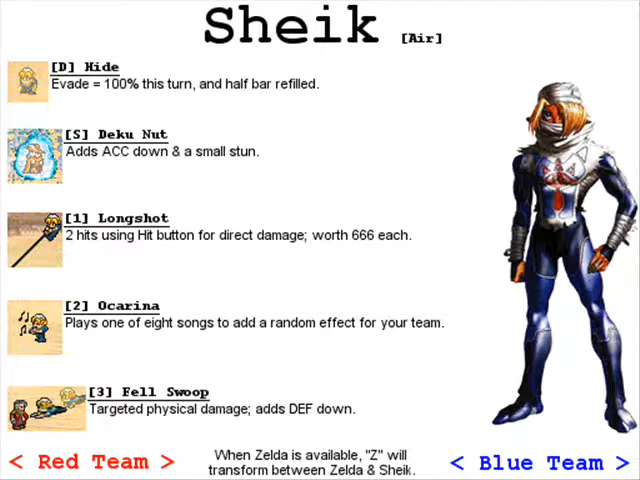 Sheik [Air]
[D] Hide
Evade = 100% this turn, and half bar refilled.
[S] Deku Nut
Adds ACC down & a small stun.
[1] Longshot
2 hits using Hit button for direct damage; worth 666 each.
[2] Ocarina
Plays one of eight songs to add a random effect for your team.
[3] Fell Swoop
Targeted physical damage; adds DEF down.
When Zelda is available, "Z" will
transform between Zelda & Sheik.
< Red Team >
< Blue Team >